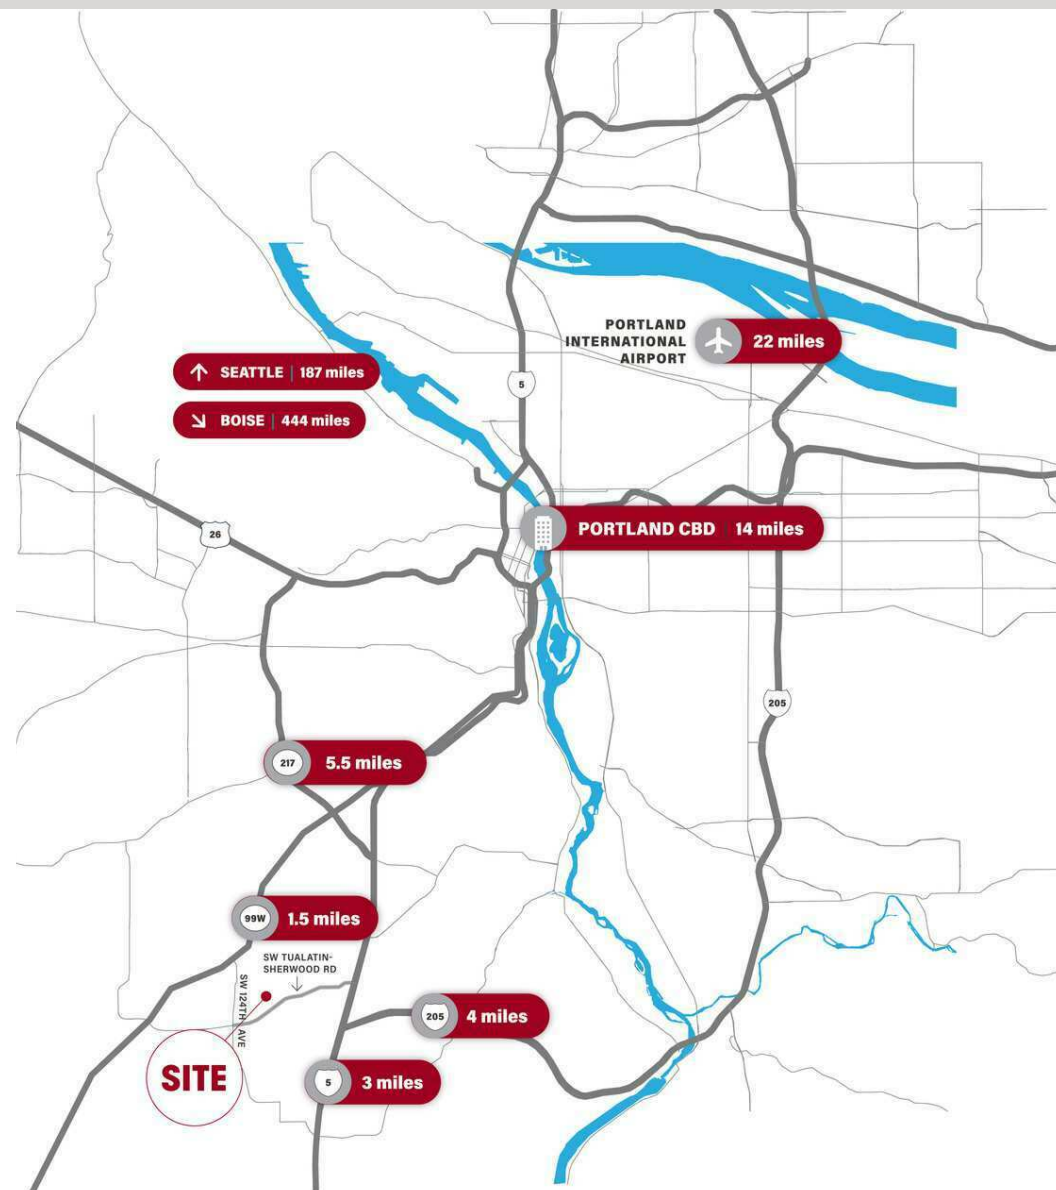 PORTLAND
INTERNATIONAL
AIRPORT
22 miles
SEATTLE | 187 miles
5
BOISE | 444 miles
PORTLAND CBD | 14 miles
26
205
217
5.5 miles
99W
1.5 miles
SW TUALATIN-
SHERWOOD RD
SW 124TH AVE
205
4 miles
SITE
5
3 miles